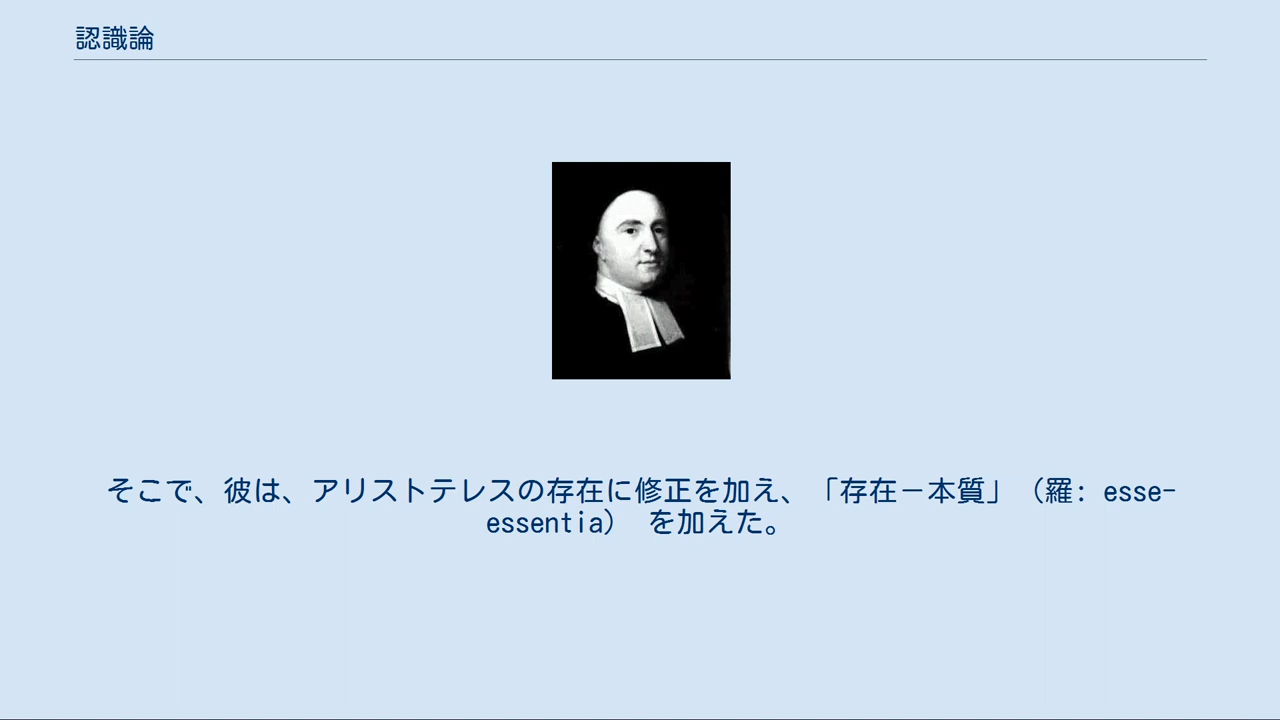 認識論
そこで、彼は、アリストテレスの存在に修正を加え、「存在－本質」（羅: esse-
essentia） を加えた。